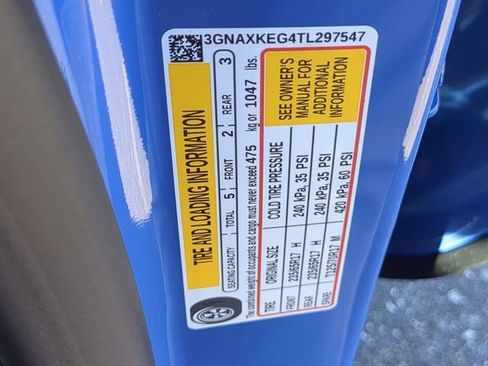 3GNAXKEG4TL297547
TIRE AND LOADING INFORMATION
SEATING CAPACITY TOTAL 5 FRONT 2 REAR 3
The combined weight of occupants and cargo must never exceed 475 kg or 1047 lbs.
TIRE ORIGINAL SIZE COLD TIRE PRESSURE
FRONT 235/65R17 H 240 kPa, 35 PSI
REAR 235/65R17 H 240 kPa, 35 PSI
SPARE T125/70R17 M 420 kPa, 60 PSI
SEE OWNER'S
MANUAL FOR
ADDITIONAL
INFORMATION